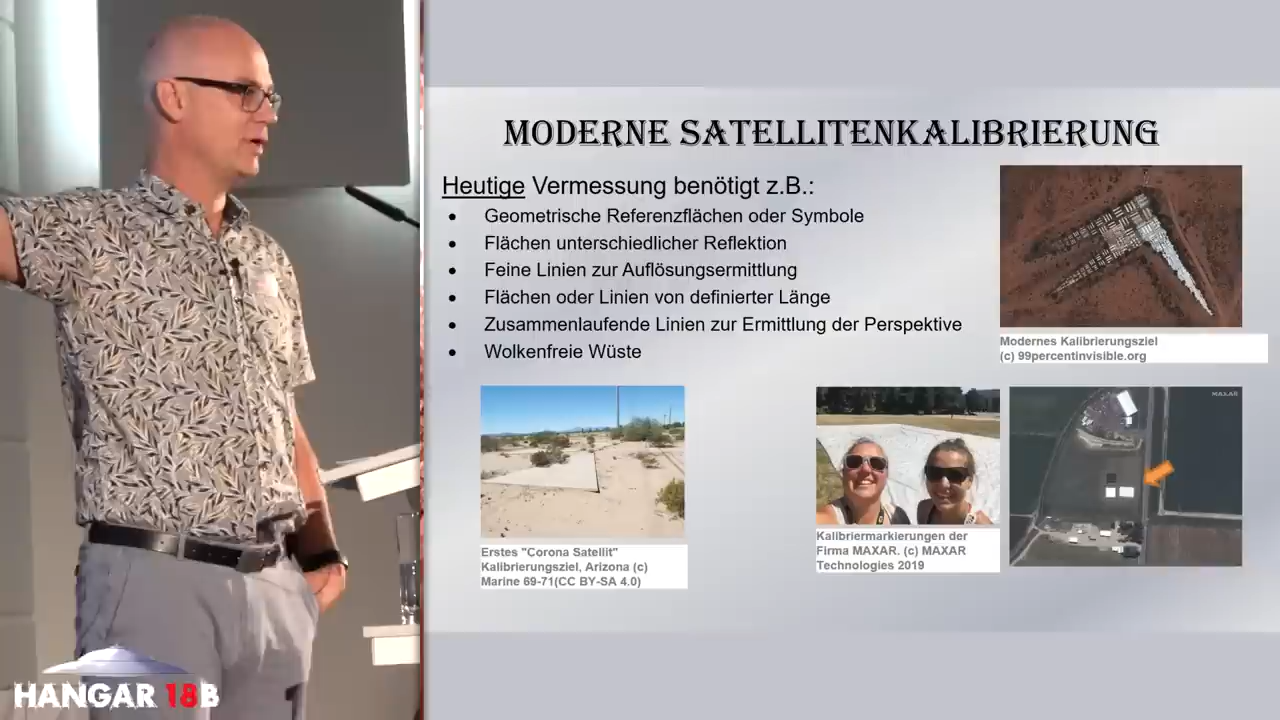 MODERNE SATELLITENKALIBRIERUNG
Heutige Vermessung benötigt z.B.:
• Geometrische Referenzflächen oder Symbole
• Flächen unterschiedlicher Reflektion
• Feine Linien zur Auflösungsermittlung
• Flächen oder Linien von definierter Länge
• Zusammenlaufende Linien zur Ermittlung der Perspektive
• Wolkenfreie Wüste
Modernes Kalibrierungsziel
(c) 99percentinvisible.org
MAXAR
Erstes "Corona Satellit"
Kalibrierungsziel, Arizona (c)
Marine 69-71(CC BY-SA 4.0)
Kalibriermarkierungen der
Firma MAXAR. (c) MAXAR
Technologies 2019
HANGAR 18B